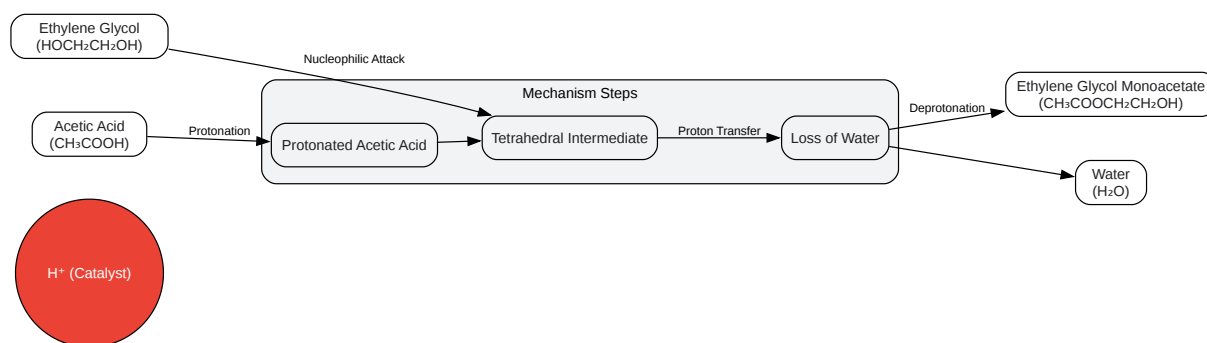 Ethylene Glycol
(HOCH₂CH₂OH)
Nucleophilic Attack
Mechanism Steps
Ethylene Glycol Monoacetate
(CH₃COOCH₂CH₂OH)
Deprotonation
Acetic Acid
(CH₃COOH)
Protonation
Protonated Acetic Acid
Tetrahedral Intermediate
Proton Transfer
Loss of Water
Water
(H₂O)
H⁺ (Catalyst)